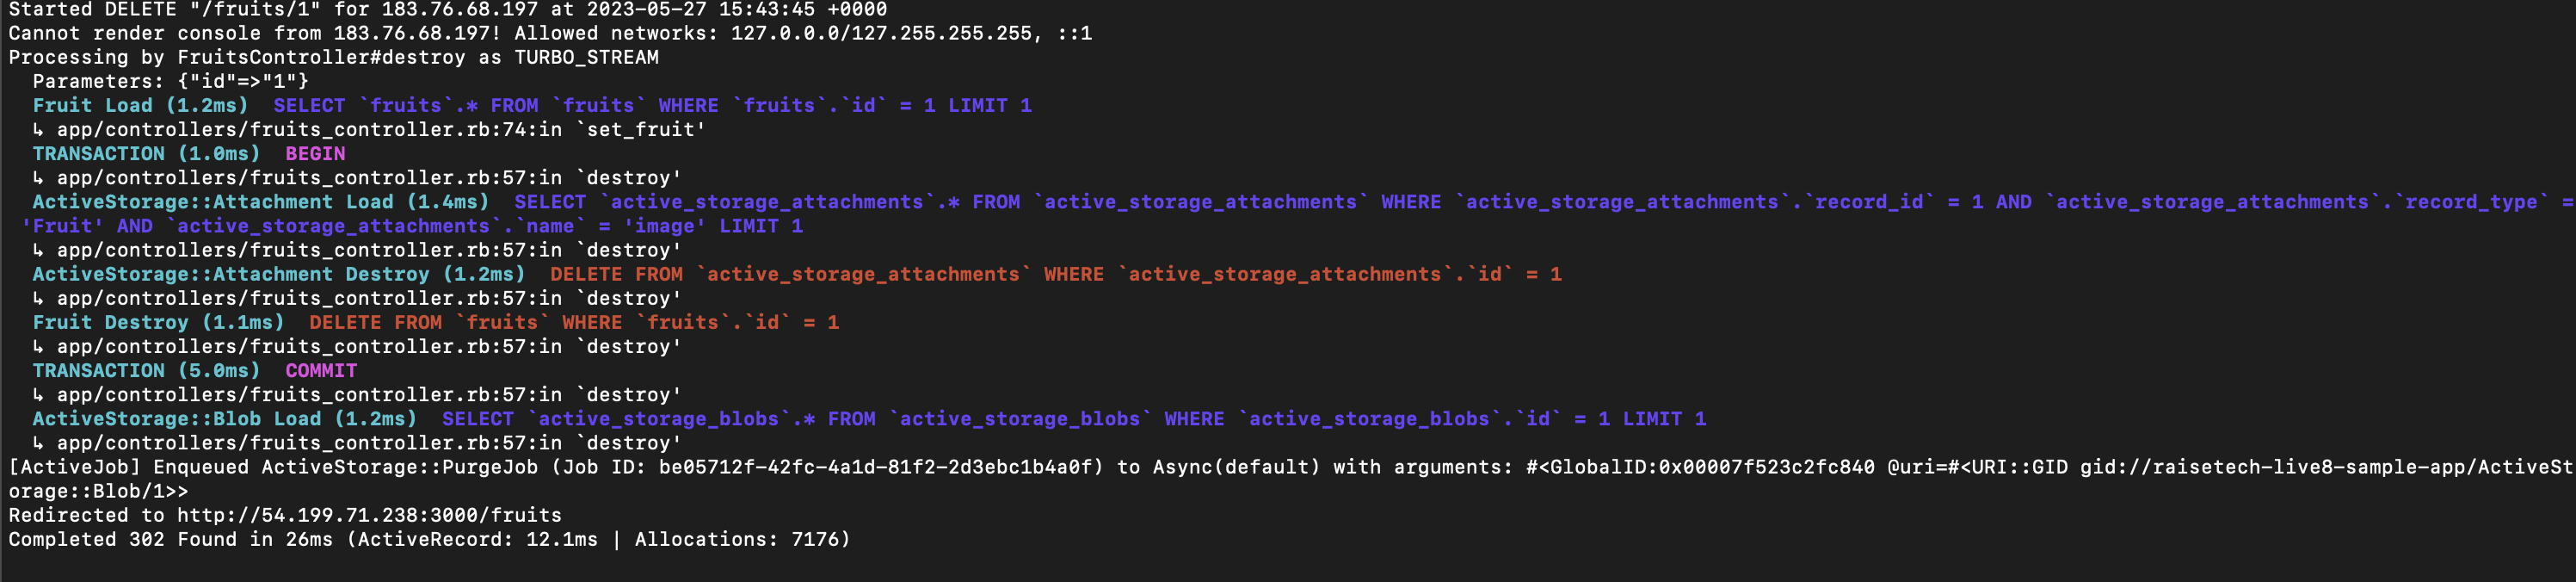 Started DELETE "/fruits/1" for 183.76.68.197 at 2023-05-27 15:43:45 +0000
Cannot render console from 183.76.68.197! Allowed networks: 127.0.0.0/127.255.255.255, ::1
Processing by FruitsController#destroy as TURBO_STREAM
  Parameters: {"id"=>"1"}
  Fruit Load (1.2ms)  SELECT `fruits`.* FROM `fruits` WHERE `fruits`.`id` = 1 LIMIT 1
  ↳ app/controllers/fruits_controller.rb:74:in `set_fruit'
  TRANSACTION (1.0ms)  BEGIN
  ↳ app/controllers/fruits_controller.rb:57:in `destroy'
  ActiveStorage::Attachment Load (1.4ms)  SELECT `active_storage_attachments`.* FROM `active_storage_attachments` WHERE `active_storage_attachments`.`record_id` = 1 AND `active_storage_attachments`.`record_type` =
 'Fruit' AND `active_storage_attachments`.`name` = 'image' LIMIT 1
  ↳ app/controllers/fruits_controller.rb:57:in `destroy'
  ActiveStorage::Attachment Destroy (1.2ms)  DELETE FROM `active_storage_attachments` WHERE `active_storage_attachments`.`id` = 1
  ↳ app/controllers/fruits_controller.rb:57:in `destroy'
  Fruit Destroy (1.1ms)  DELETE FROM `fruits` WHERE `fruits`.`id` = 1
  ↳ app/controllers/fruits_controller.rb:57:in `destroy'
  TRANSACTION (5.0ms)  COMMIT
  ↳ app/controllers/fruits_controller.rb:57:in `destroy'
  ActiveStorage::Blob Load (1.2ms)  SELECT `active_storage_blobs`.* FROM `active_storage_blobs` WHERE `active_storage_blobs`.`id` = 1 LIMIT 1
  ↳ app/controllers/fruits_controller.rb:57:in `destroy'
[ActiveJob] Enqueued ActiveStorage::PurgeJob (Job ID: be05712f-42fc-4a1d-81f2-2d3ebc1b4a0f) to Async(default) with arguments: #<GlobalID:0x00007f523c2fc840 @uri=#<URI::GID gid://raisetech-live8-sample-app/ActiveSt
orage::Blob/1>>
Redirected to http://54.199.71.238:3000/fruits
Completed 302 Found in 26ms (ActiveRecord: 12.1ms | Allocations: 7176)